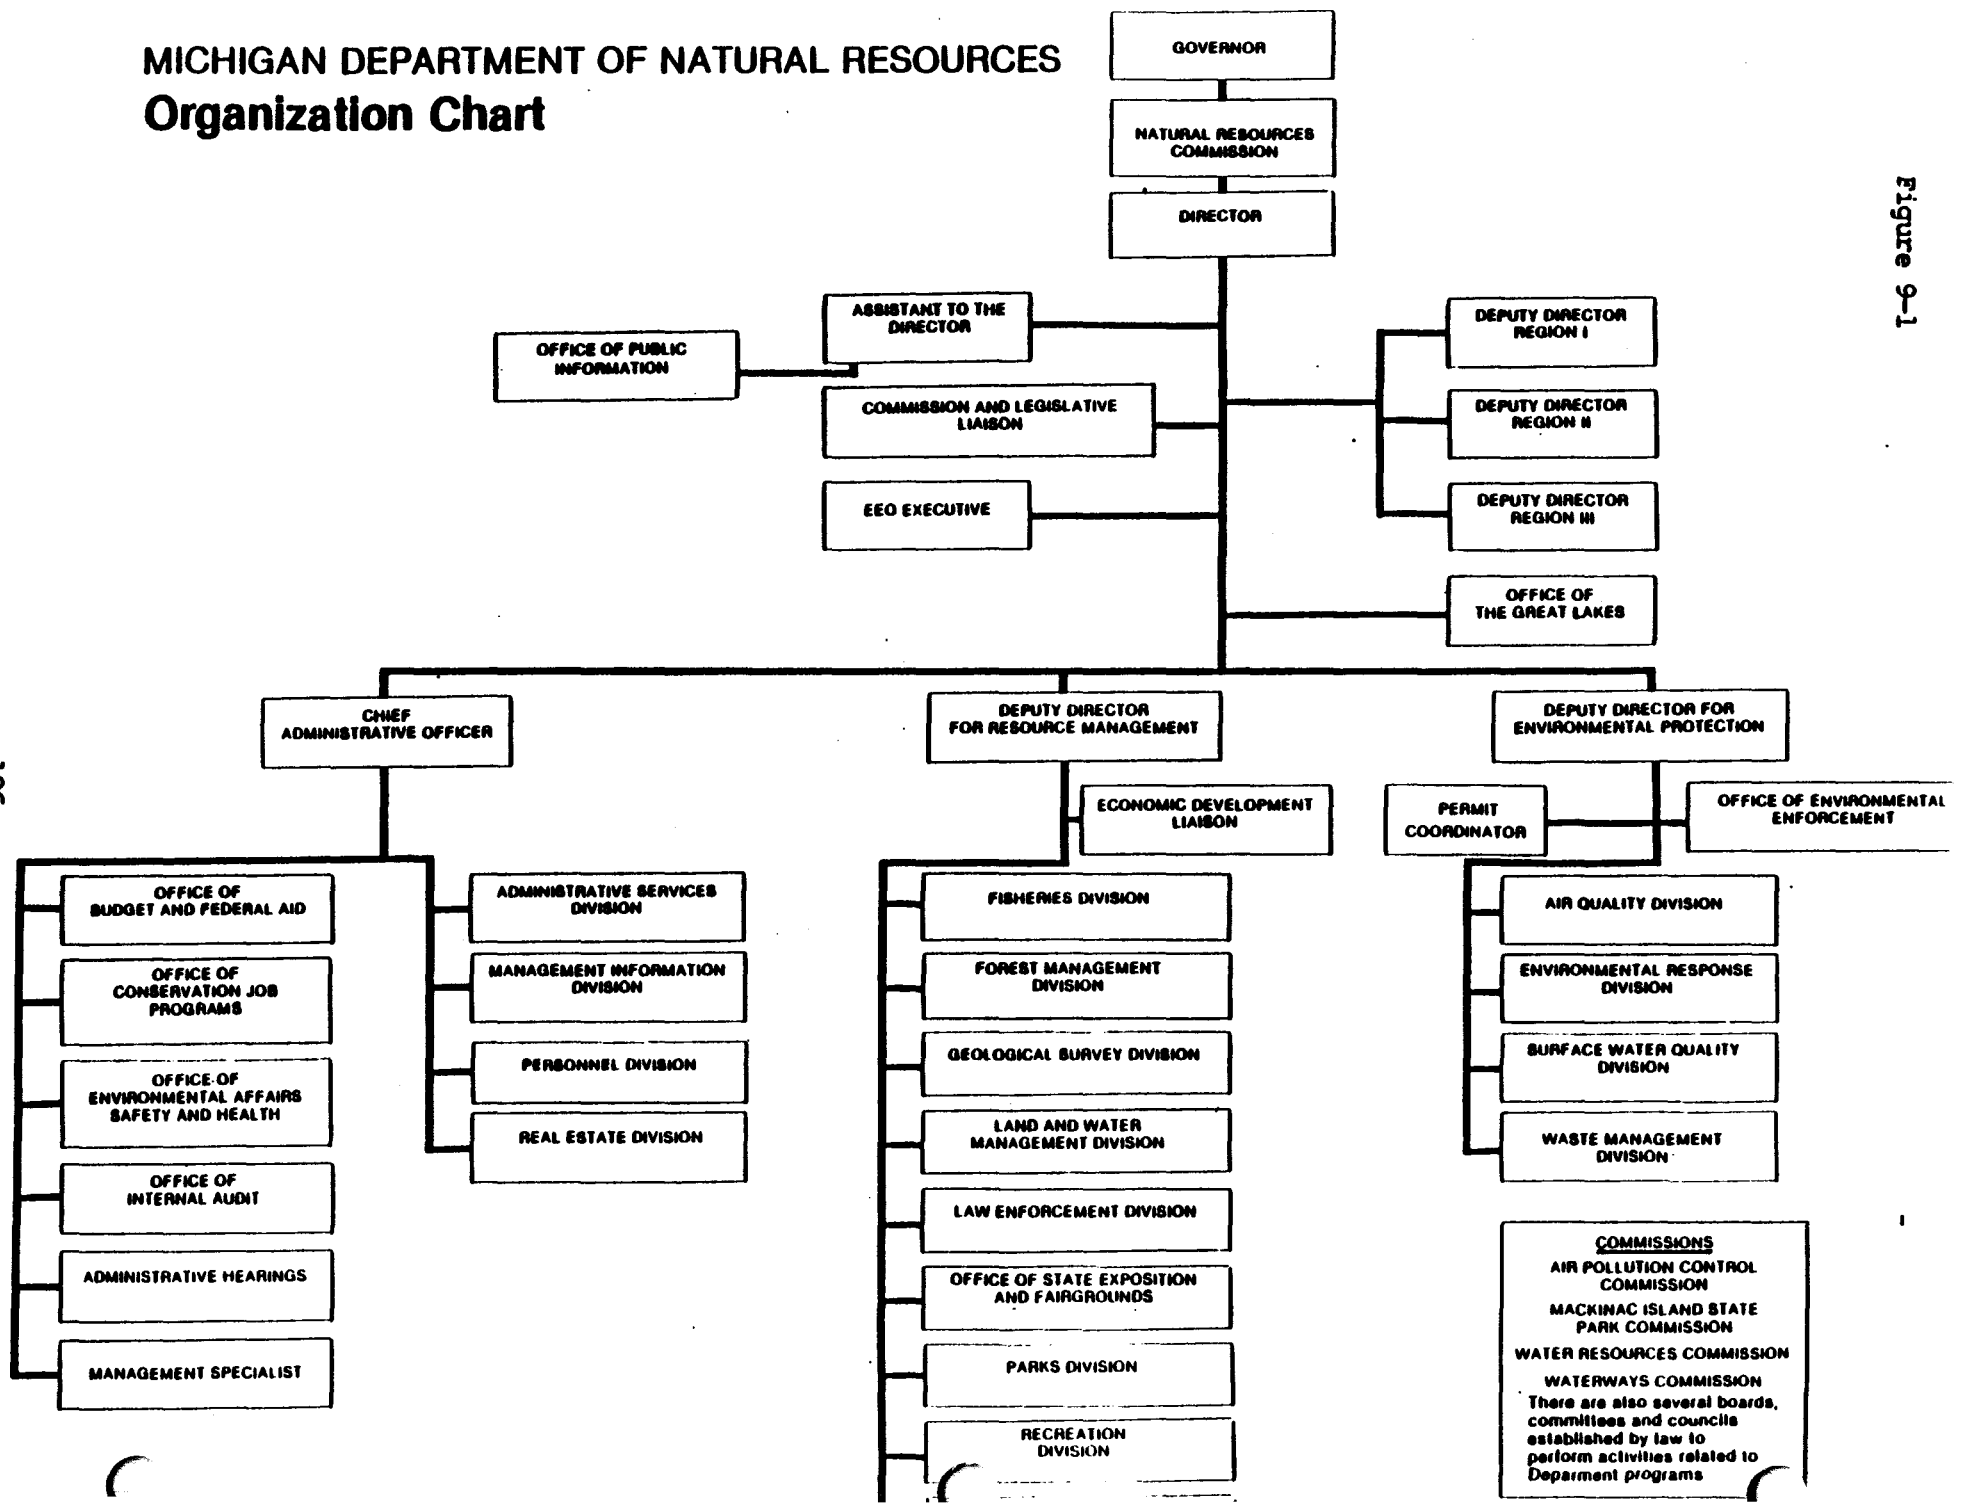 MICHIGAN DEPARTMENT OF NATURAL RESOURCES
Organization Chart
Figure 9-1
GOVERNOR
NATURAL RESOURCES
COMMISSION
DIRECTOR
ASSISTANT TO THE
DIRECTOR
OFFICE OF PUBLIC
INFORMATION
COMMISSION AND LEGISLATIVE
LIAISON
EEO EXECUTIVE
DEPUTY DIRECTOR
REGION I
DEPUTY DIRECTOR
REGION II
DEPUTY DIRECTOR
REGION III
OFFICE OF
THE GREAT LAKES
CHIEF
ADMINISTRATIVE OFFICER
DEPUTY DIRECTOR
FOR RESOURCE MANAGEMENT
DEPUTY DIRECTOR FOR
ENVIRONMENTAL PROTECTION
ECONOMIC DEVELOPMENT
LIAISON
PERMIT
COORDINATOR
OFFICE OF ENVIRONMENTAL
ENFORCEMENT
OFFICE OF
BUDGET AND FEDERAL AID
OFFICE OF
CONSERVATION JOB
PROGRAMS
OFFICE OF
ENVIRONMENTAL AFFAIRS
SAFETY AND HEALTH
OFFICE OF
INTERNAL AUDIT
ADMINISTRATIVE HEARINGS
MANAGEMENT SPECIALIST
ADMINISTRATIVE SERVICES
DIVISION
MANAGEMENT INFORMATION
DIVISION
PERSONNEL DIVISION
REAL ESTATE DIVISION
FISHERIES DIVISION
FOREST MANAGEMENT
DIVISION
GEOLOGICAL SURVEY DIVISION
LAND AND WATER
MANAGEMENT DIVISION
LAW ENFORCEMENT DIVISION
OFFICE OF STATE EXPOSITION
AND FAIRGROUNDS
PARKS DIVISION
RECREATION
DIVISION
AIR QUALITY DIVISION
ENVIRONMENTAL RESPONSE
DIVISION
SURFACE WATER QUALITY
DIVISION
WASTE MANAGEMENT
DIVISION
COMMISSIONS
AIR POLLUTION CONTROL
COMMISSION
MACKINAC ISLAND STATE
PARK COMMISSION
WATER RESOURCES COMMISSION
WATERWAYS COMMISSION
There are also several boards,
committees and councils
established by law to
perform activities related to
Deparment programs